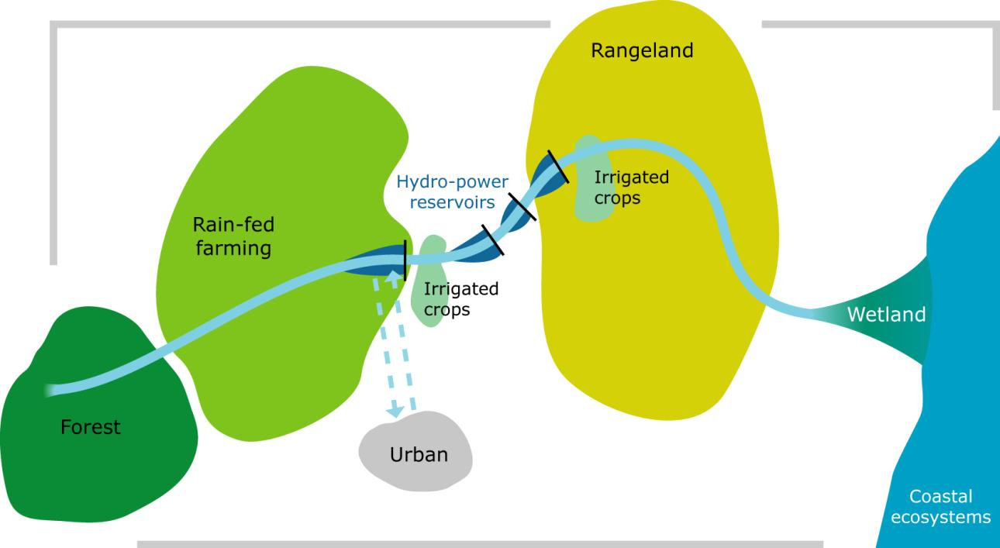 Rangeland
Hydro-power
reservoirs
Irrigated
crops
Rain-fed
farming
Irrigated
crops
Wetland
Forest
Urban
Coastal
ecosystems